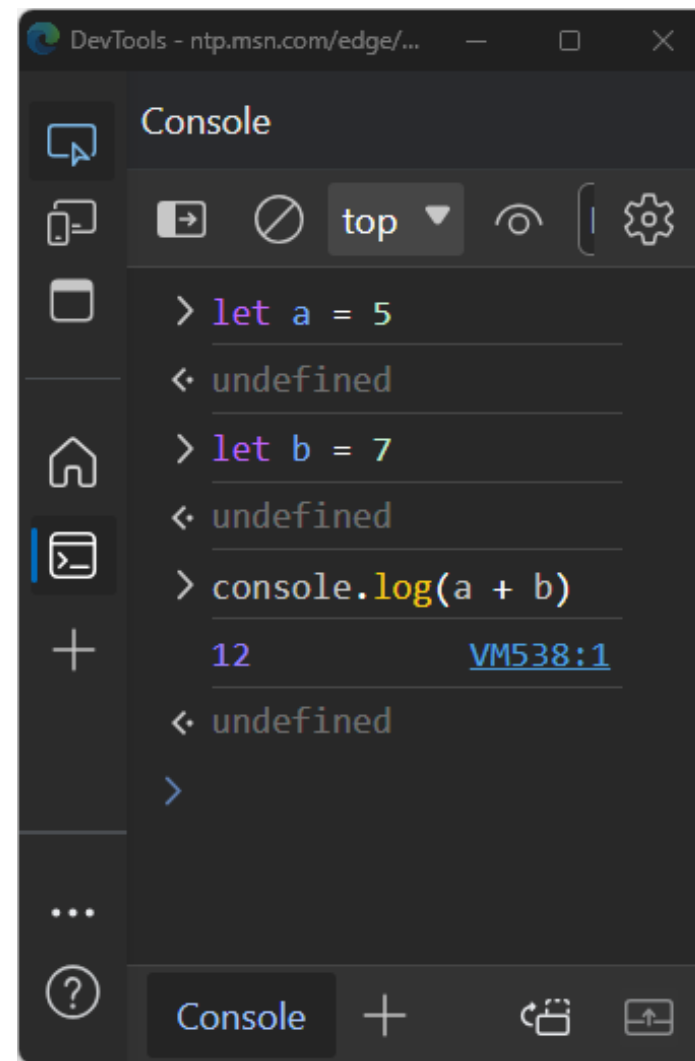 DevTools - ntp.msn.com/edge/...
Console
top
> let a = 5
undefined
> let b = 7
undefined
> console.log(a + b)
12 VM538:1
undefined
>
Console